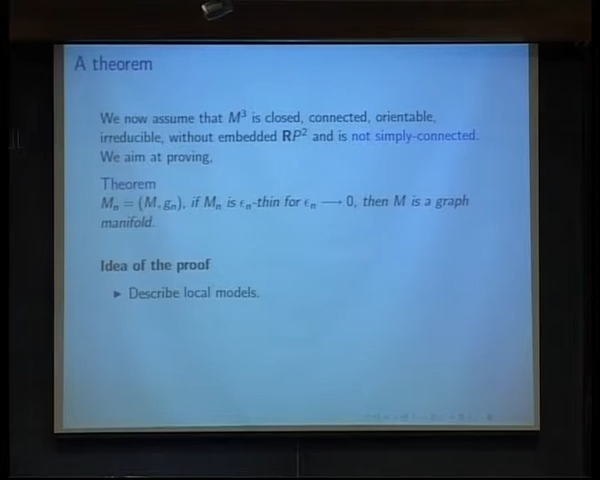 A theorem
We now assume that M³ is closed, connected, orientable,
irreducible, without embedded RP² and is not simply-connected.
We aim at proving,
Theorem
Mₙ = (M, gₙ), if Mₙ is ϵₙ-thin for ϵₙ ⟶ 0, then M is a graph
manifold.
Idea of the proof
► Describe local models.